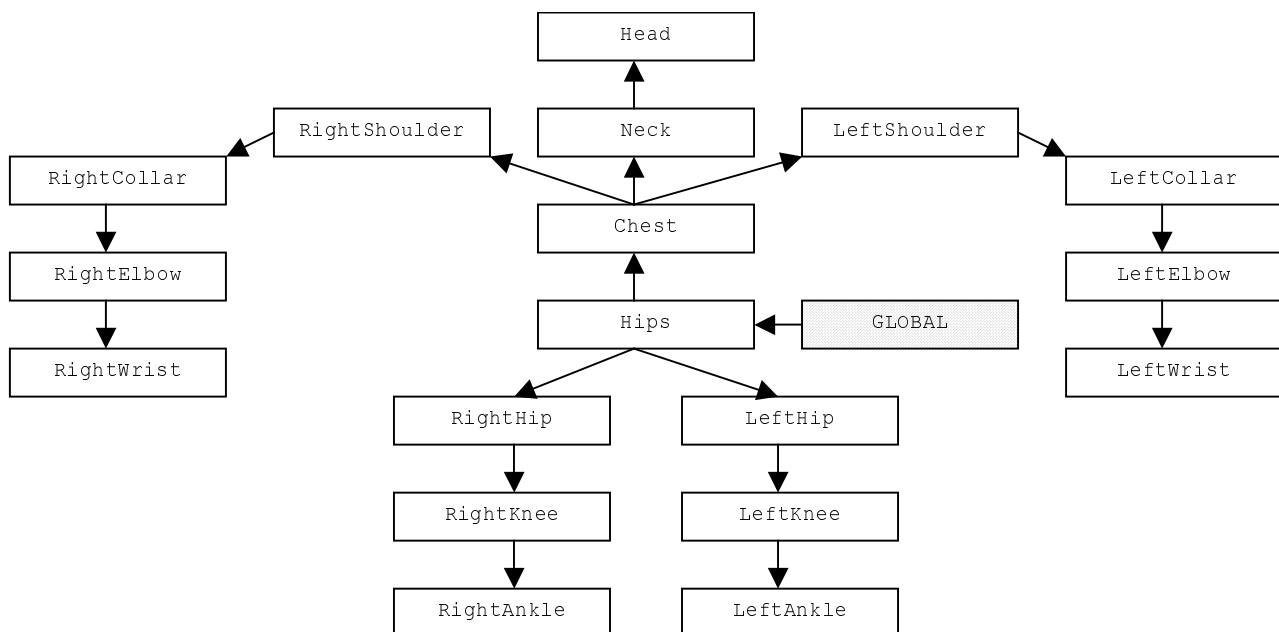 Head
RightShoulder
Neck
LeftShoulder
RightCollar
LeftCollar
Chest
RightElbow
LeftElbow
Hips
GLOBAL
RightWrist
LeftWrist
RightHip
LeftHip
RightKnee
LeftKnee
RightAnkle
LeftAnkle